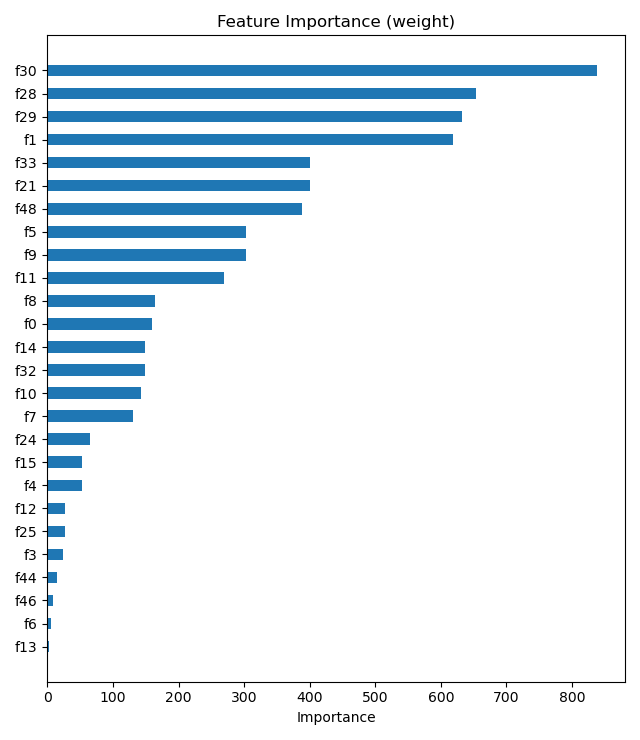 Feature Importance (weight)
f30
f28
f29
f1
f33
f21
f48
f5
f9
f11
f8
f0
f14
f32
f10
f7
f24
f15
f4
f12
f25
f3
f44
f46
f6
f13
0 100 200 300 400 500 600 700 800
Importance